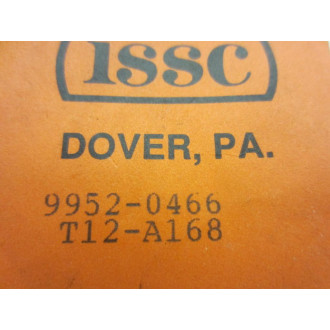 ISSC
DOVER, PA.
9952-0466
T12-A168